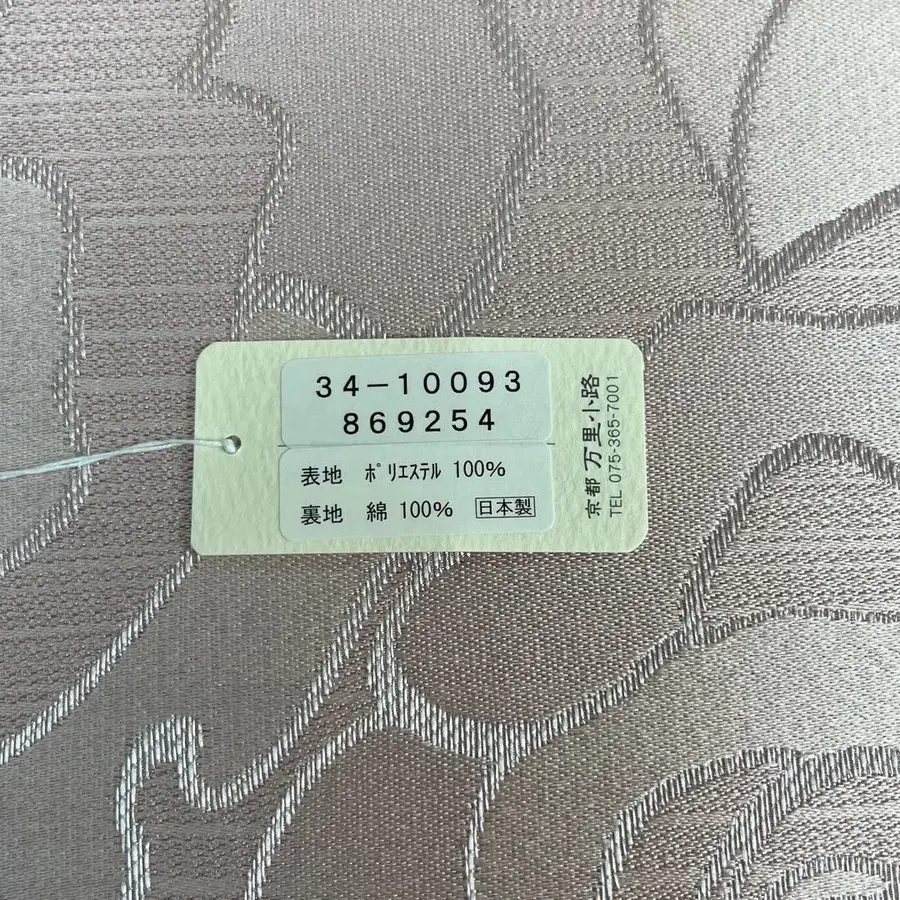 34-10093
869254
表地 ポリエステル 100%
裏地 綿 100% 日本製
京都 万里小路
TEL 075-365-7001